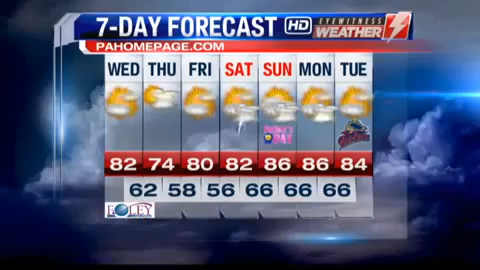 7-DAY FORECAST HD EYEWITNESS WEATHER
PAHOMEPAGE.COM
WED THU FRI SAT SUN MON TUE
DAY
82 74 80 82 86 86 84
62 58 56 66 66 66
FOLEY